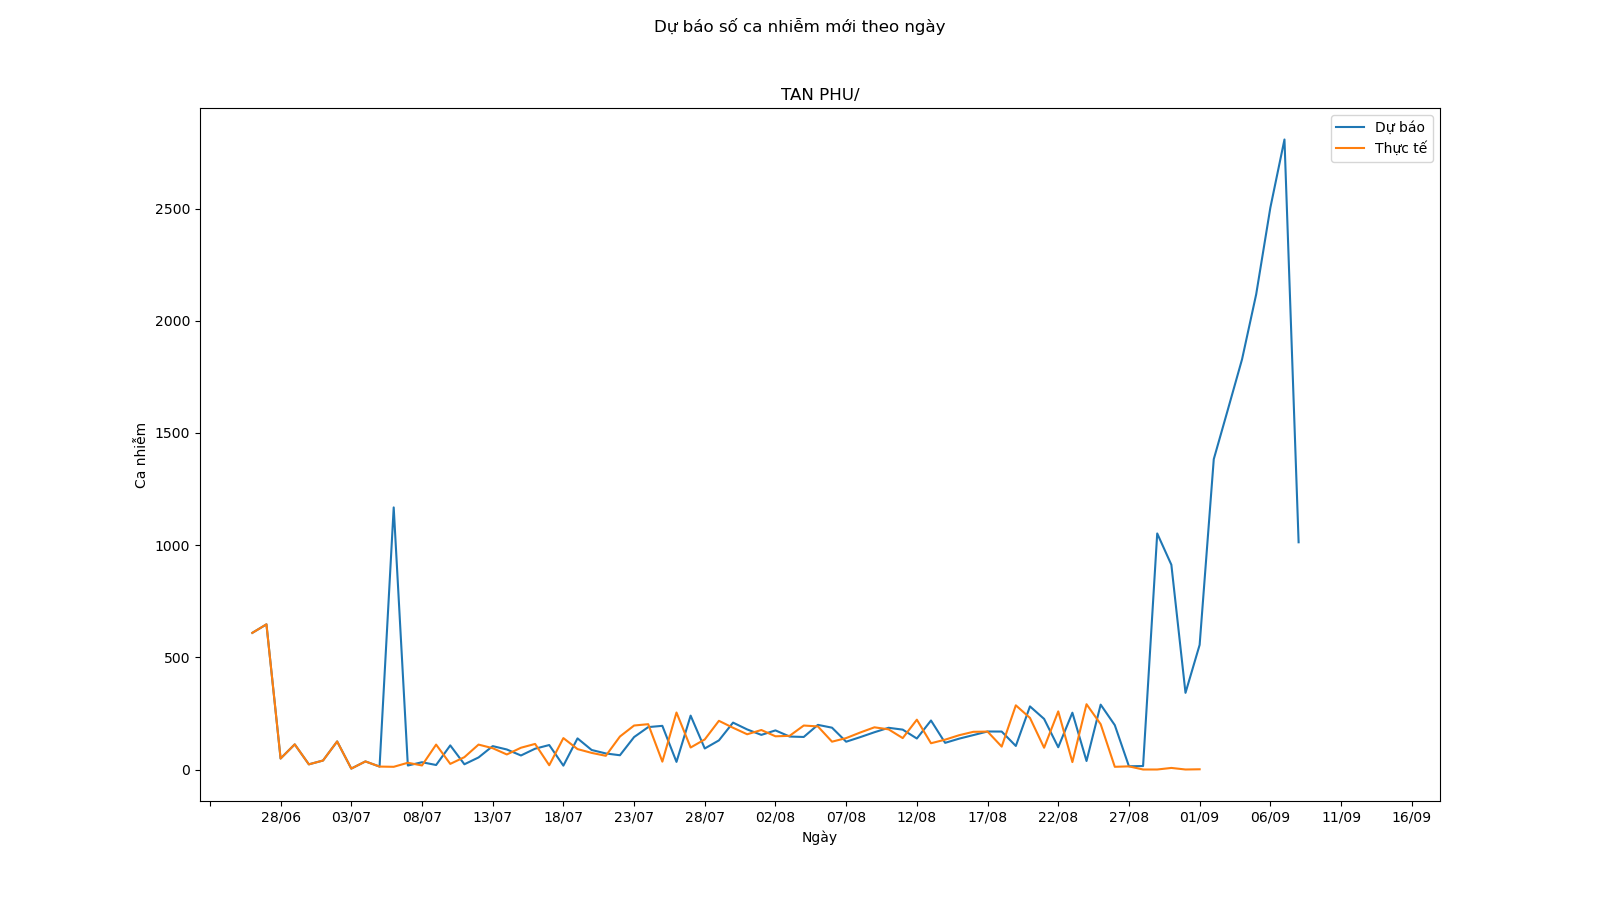 Dự báo số ca nhiễm mới theo ngày
TAN PHU/
Dự báo
Thực tế
Ca nhiễm
2500
2000
1500
1000
500
0
28/06 03/07 08/07 13/07 18/07 23/07 28/07 02/08 07/08 12/08 17/08 22/08 27/08 01/09 06/09 11/09 16/09
Ngày